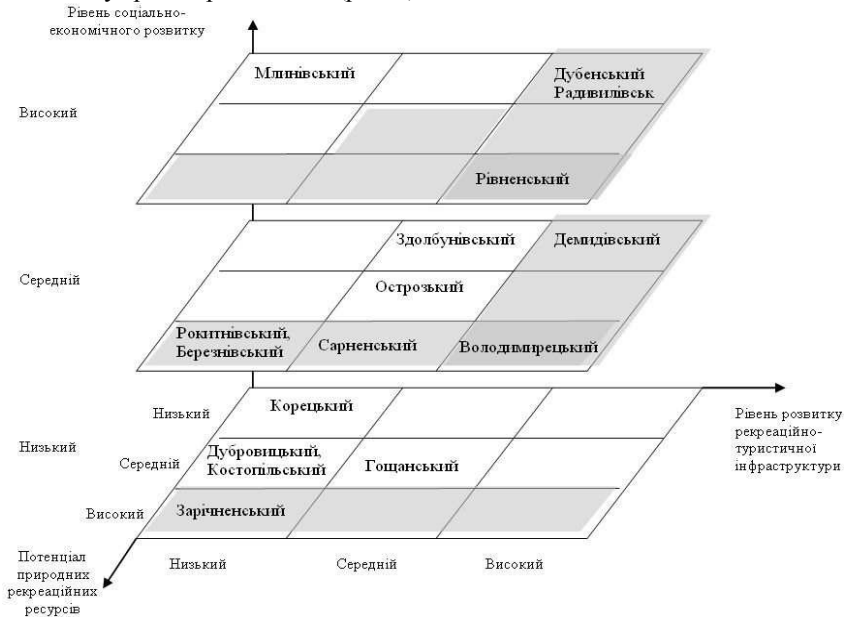 Рівень соціально-
економічного розвитку
Млинівський
Дубенський
Радивилівськ
Високий
Рівненський
Здолбунівський
Демидівський
Середній
Острозький
Рокитнівський,
Березнівський
Сарненський
Володимирецький
Низький
Корецький
Рівень розвитку
рекреаційно-
туристичної
інфраструктури
Низький
Середній
Дубровицький,
Костопільський
Гощанський
Високий
Зарічненський
Потенціал
природних
рекреаційних
ресурсів
Низький
Середній
Високий